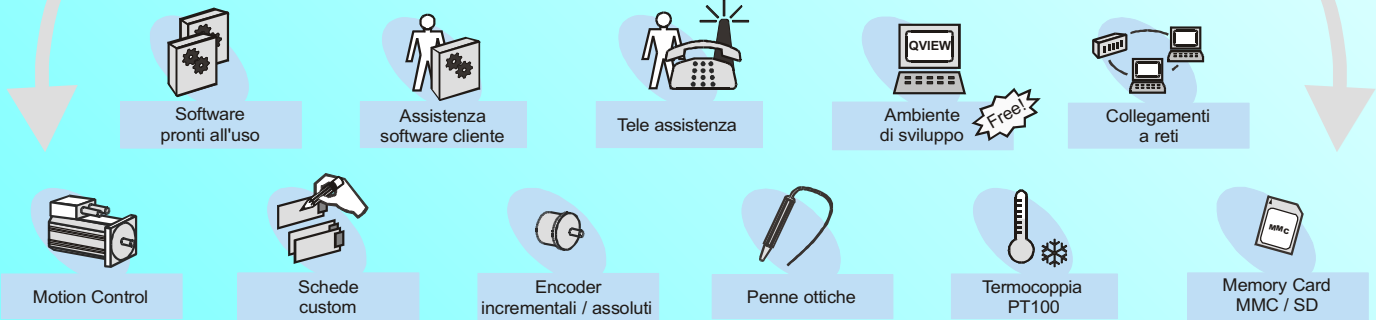 QVIEW
Free!
Software
pronti all'uso
Assistenza
software cliente
Tele assistenza
Ambiente
di sviluppo
Collegamenti
a reti
MMC
Motion Control
Schede
custom
Encoder
incrementali / assoluti
Penne ottiche
Termocoppia
PT100
Memory Card
MMC / SD